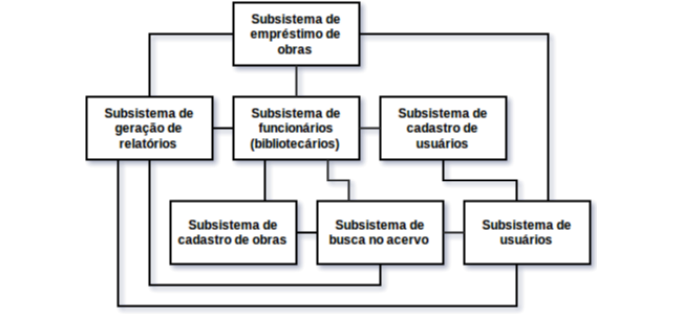 Subsistema de
empréstimo de
obras
Subsistema de
geração de
relatórios
Subsistema de
funcionários
(bibliotecários)
Subsistema de
cadastro de
usuários
Subsistema de
cadastro de obras
Subsistema de
busca no acervo
Subsistema de
usuários